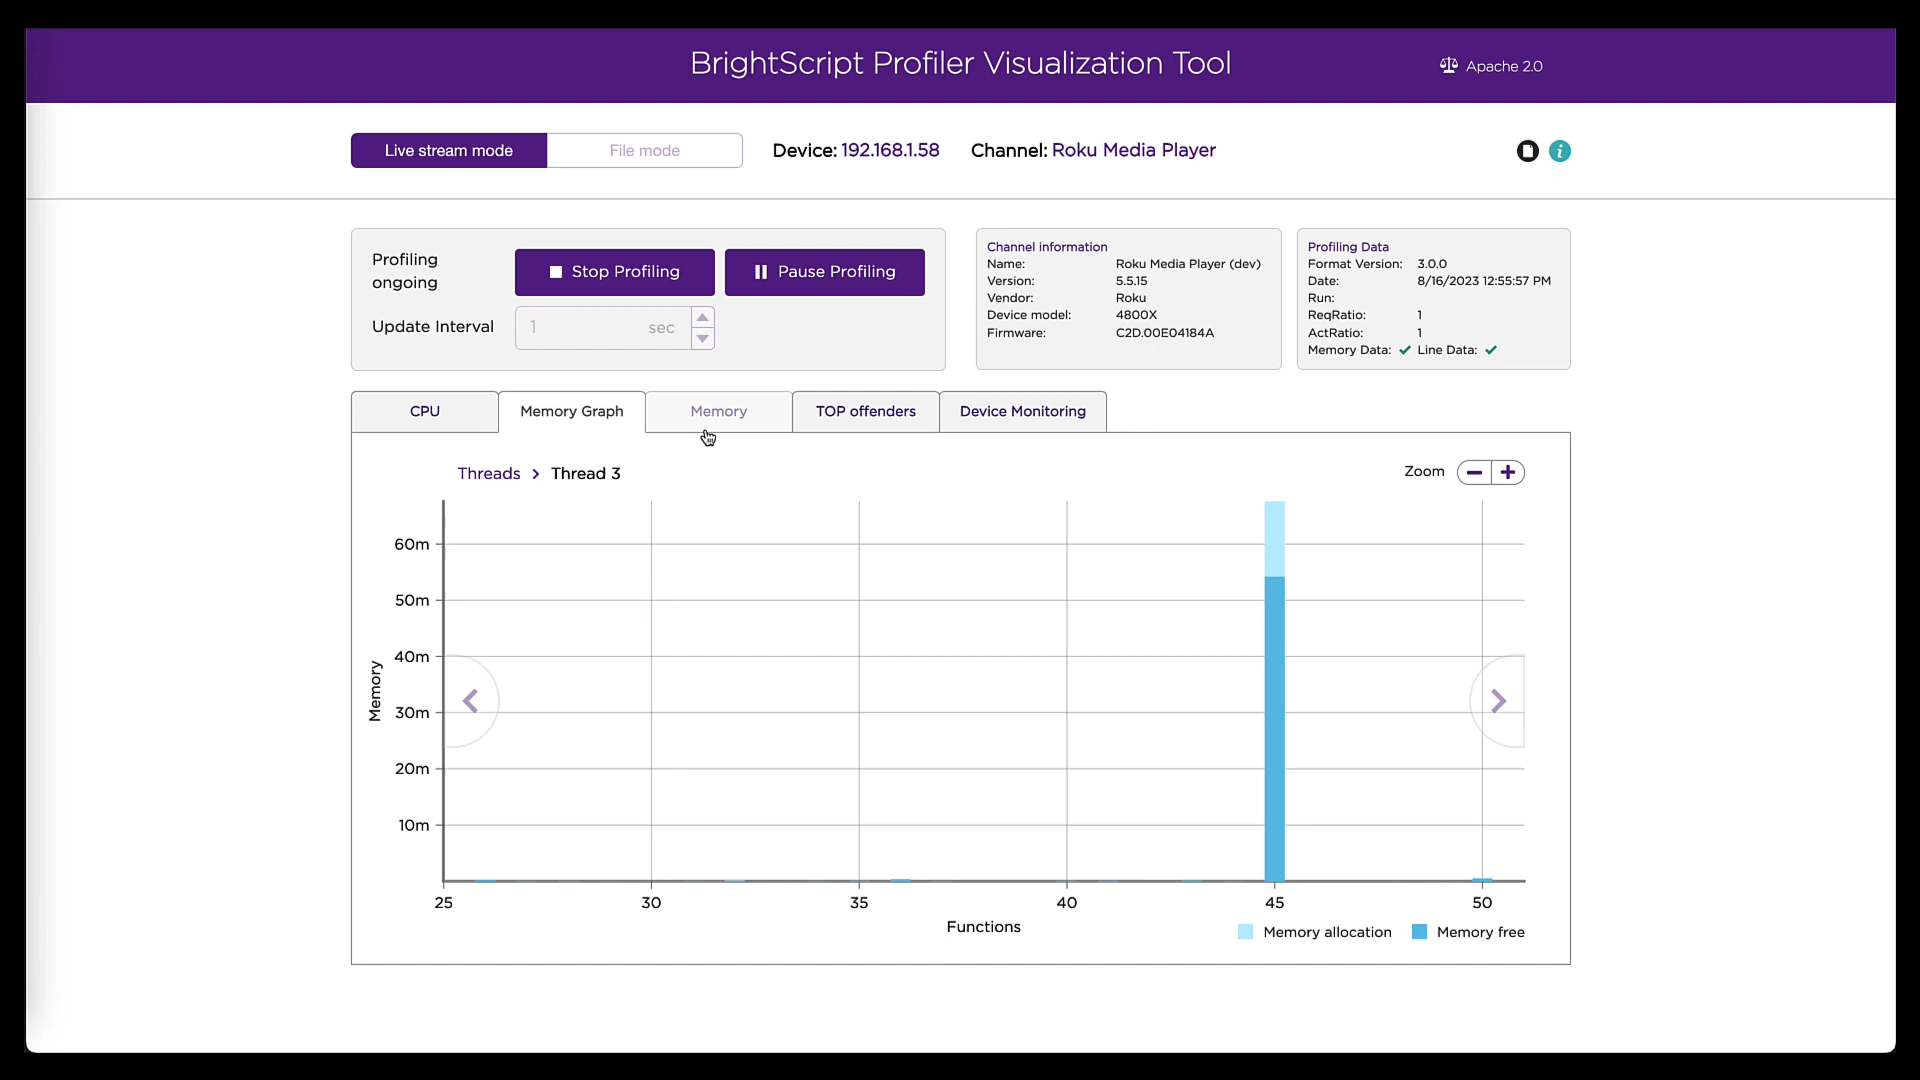 BrightScript Profiler Visualization Tool
Apache 2.0
Live stream mode
File mode
Device: 192.168.1.58
Channel: Roku Media Player
Profiling ongoing
Stop Profiling
Pause Profiling
Update Interval
1 sec
Channel information
Name: Roku Media Player (dev)
Version: 5.5.15
Vendor: Roku
Device model: 4800X
Firmware: C2D.00E04184A
Profiling Data
Format Version: 3.0.0
Date: 8/16/2023 12:55:57 PM
Run:
ReqRatio: 1
ActRatio: 1
Memory Data: Line Data:
CPU
Memory Graph
Memory
TOP offenders
Device Monitoring
Threads > Thread 3
Zoom
60m
50m
40m
30m
20m
10m
Memory
25 30 35 40 45 50
Functions
Memory allocation
Memory free